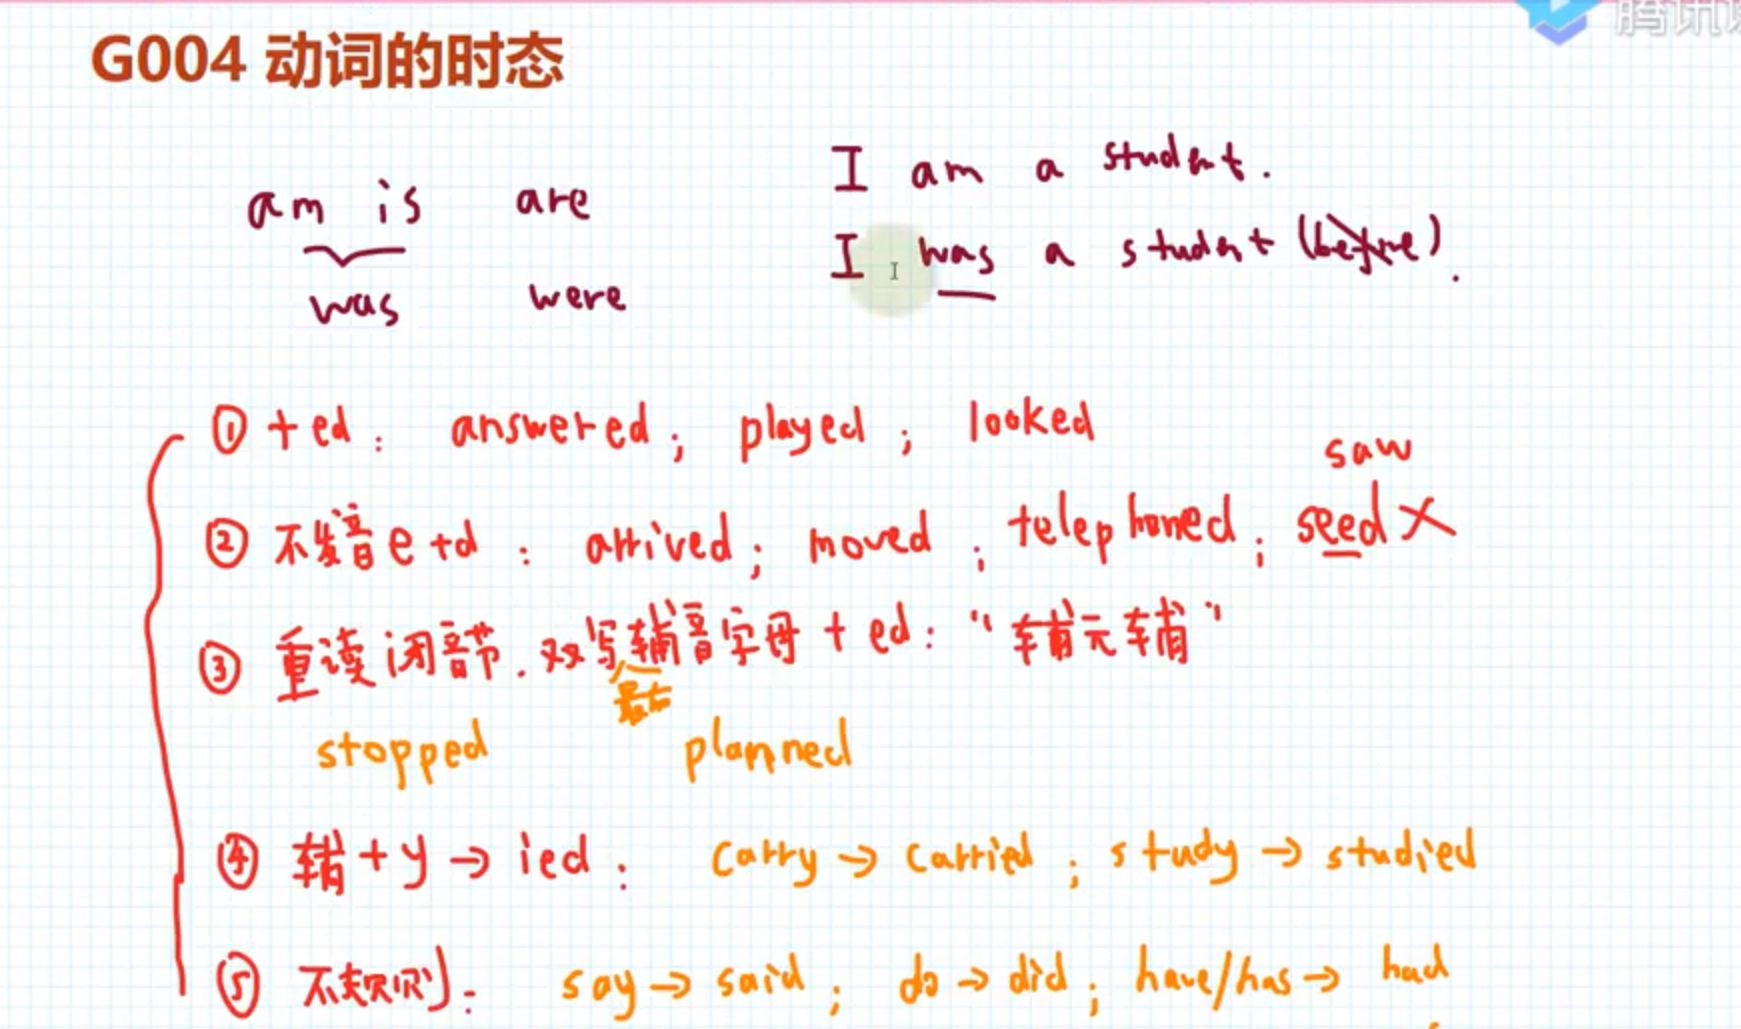 腾讯课
G004 动词的时态
am is are
was were
I am a student.
I was a student (before).
① + ed: answered; played; looked
saw
② 不发音e +d: arrived; moved; telephoned; seed ×
③ 重读闭音节. 双写辅音字母 + ed: “辅元辅”
最后
stopped planned
④ 辅+y → ied: carry → carried; study → studied
⑤ 不规则: say → said; do → did; have/has → had